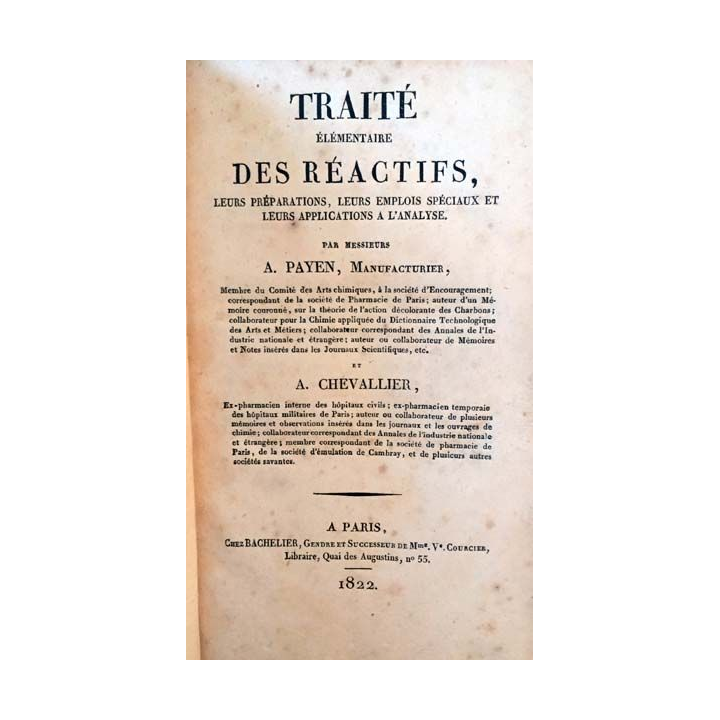 TRAITÉ
ÉLÉMENTAIRE
DES RÉACTIFS,
LEURS PRÉPARATIONS, LEURS EMPLOIS SPÉCIAUX ET
LEURS APPLICATIONS A L'ANALYSE.
PAR MESSIEURS
A. PAYEN, MANUFACTURIER,
Membre du Comité des Arts chimiques, à la société d'Encouragement;
correspondant de la société de Pharmacie de Paris; auteur d'un Mé-
moire couronné, sur la théorie de l'action décolorante des Charbons;
collaborateur pour la Chimie appliquée du Dictionnaire Technologique
des Arts et Métiers; collaborateur correspondant des Annales de l'In-
dustrie nationale et étrangère; auteur ou collaborateur de Mémoires
et Notes insérés dans les Journaux Scientifiques, etc.
ET
A. CHEVALLIER,
Ex-pharmacien interne des hôpitaux civils; ex-pharmacien temporaie
des hôpitaux militaires de Paris; auteur ou collaborateur de plusieurs
mémoires et observations insérés dans les journaux et les ouvrages de
chimie; collaborateur correspondant des Annales de l'industrie nationale
et étrangère; membre correspondant de la société de pharmacie de
Paris, de la société d'émulation de Cambray, et de plusieurs autres
sociétés savantes.
A PARIS,
CHEZ BACHELIER, GENDRE ET SUCCESSEUR DE Mme. Ve. COURCIER,
Libraire, Quai des Augustins, no 55.
1822.